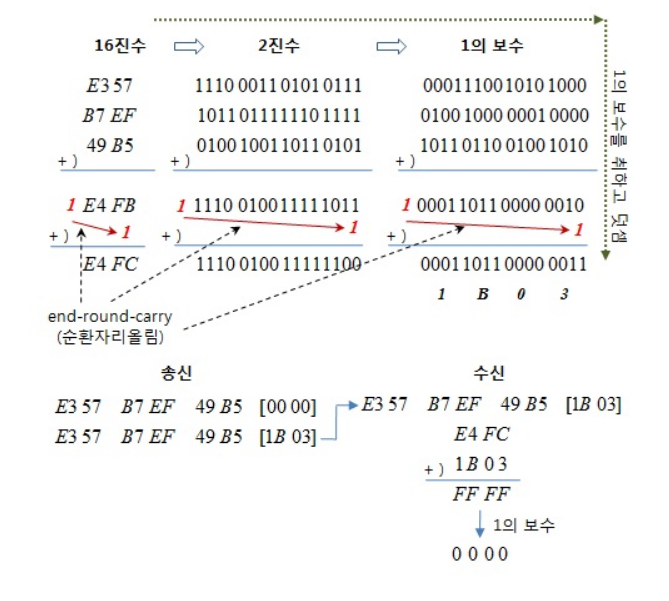 16진수 2진수 1의 보수
E3 57 1110 0011 0101 0111 0001110010101000
B7 EF 1011 0111 1110 1111 0100 1000 0001 0000
49 B5 0100 1001 1011 0101 1011 0110 0100 1010
+ ) + ) + )
1 E4 FB 1 1110 0100 1111 1011 1 0001 1011 0000 0010
+ ) 1 + ) 1 + ) 1
E4 FC 1110 0100 1111 1100 0001 1011 0000 0011
1 B 0 3
1의 보수를 취하고 덧셈
end-round-carry
(순환자리올림)
송신 수신
E3 57 B7 EF 49 B5 [00 00] E3 57 B7 EF 49 B5 [1B 03]
E3 57 B7 EF 49 B5 [1B 03] E4 FC
+ ) 1B 0 3
FF FF
1의 보수
0 0 0 0